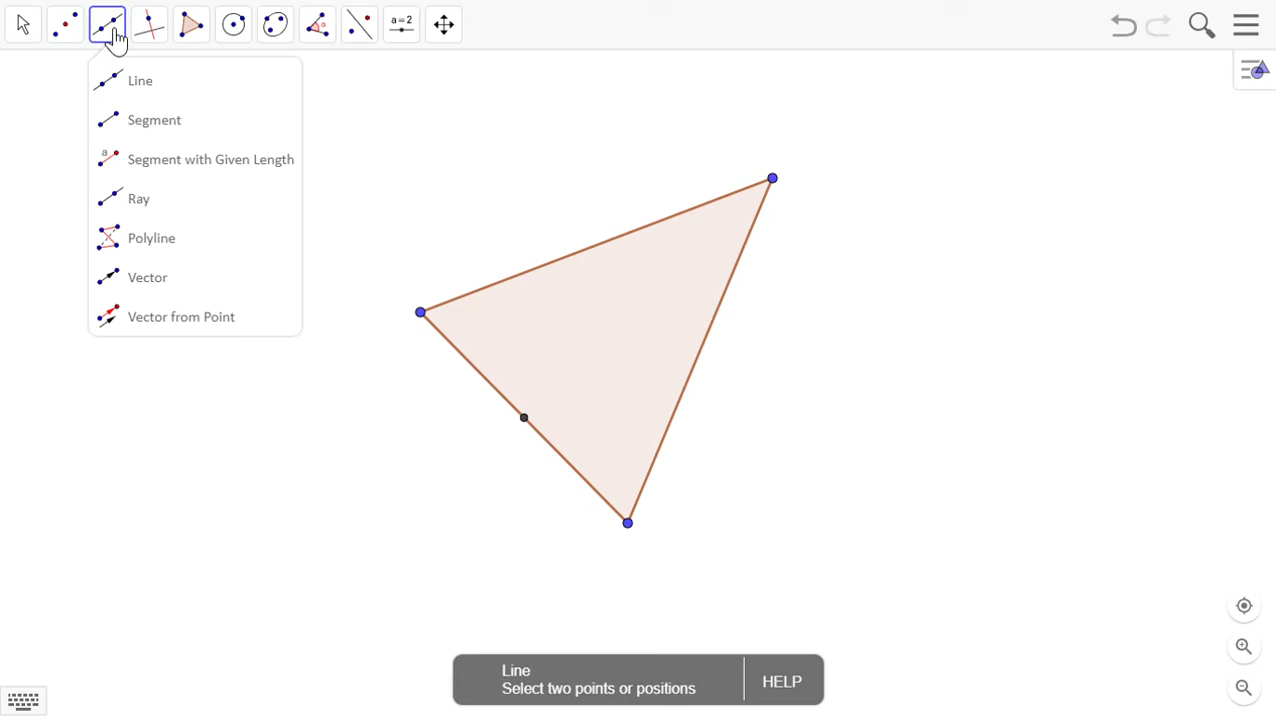 a=2
Line
Segment
a
Segment with Given Length
Ray
Polyline
Vector
Vector from Point
Line
Select two points or positions
HELP